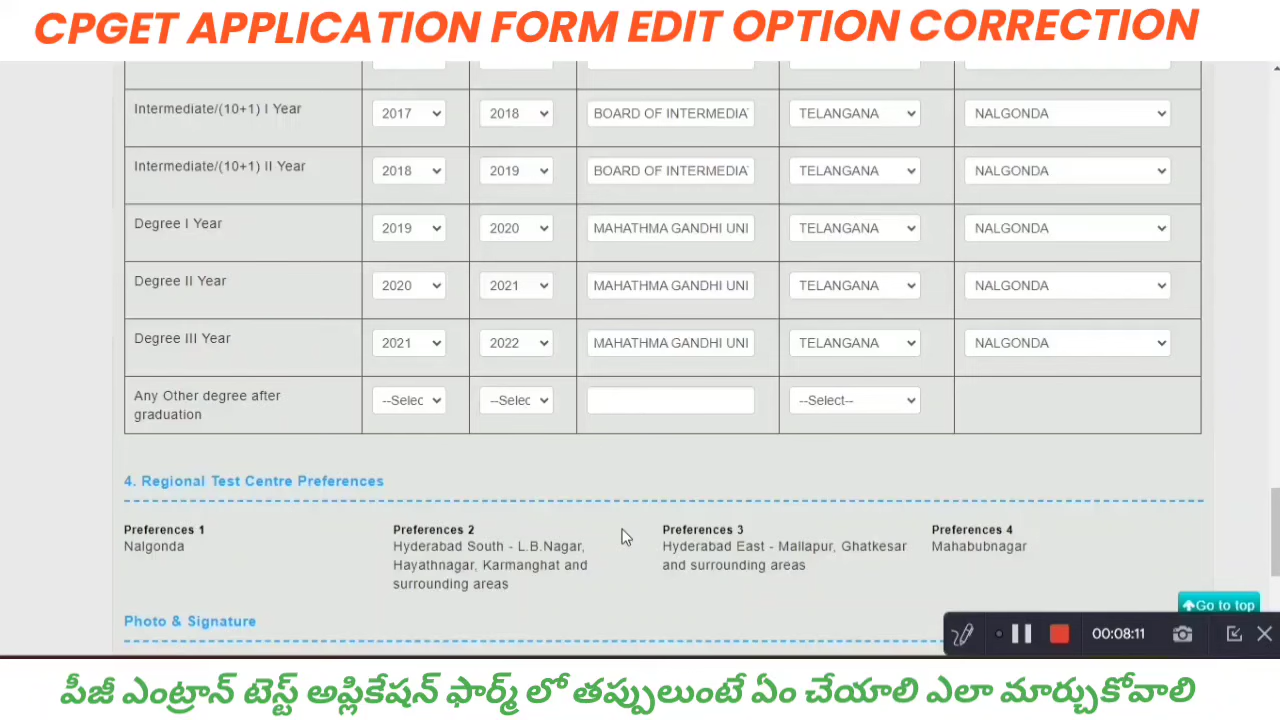 CPGET APPLICATION FORM EDIT OPTION CORRECTION
Intermediate/(10+1) I Year 2017 2018 BOARD OF INTERMEDIA TELANGANA NALGONDA
Intermediate/(10+1) II Year 2018 2019 BOARD OF INTERMEDIA TELANGANA NALGONDA
Degree I Year 2019 2020 MAHATHMA GANDHI UNI TELANGANA NALGONDA
Degree II Year 2020 2021 MAHATHMA GANDHI UNI TELANGANA NALGONDA
Degree III Year 2021 2022 MAHATHMA GANDHI UNI TELANGANA NALGONDA
Any Other degree after --Selec --Selec --Select--
graduation
4. Regional Test Centre Preferences
Preferences 1 Preferences 2 Preferences 3 Preferences 4
Nalgonda Hyderabad South - L.B.Nagar, Hyderabad East - Mallapur, Ghatkesar Mahabubnagar
Hayathnagar, Karmanghat and and surrounding areas
surrounding areas
Go to top
Photo & Signature
00:08:11
పీజీ ఎంట్రాన్ టెస్ట్ అప్లికేషన్ ఫార్మ్ లో తప్పులుంటే ఏం చేయాలి ఎలా మార్చుకోవాలి